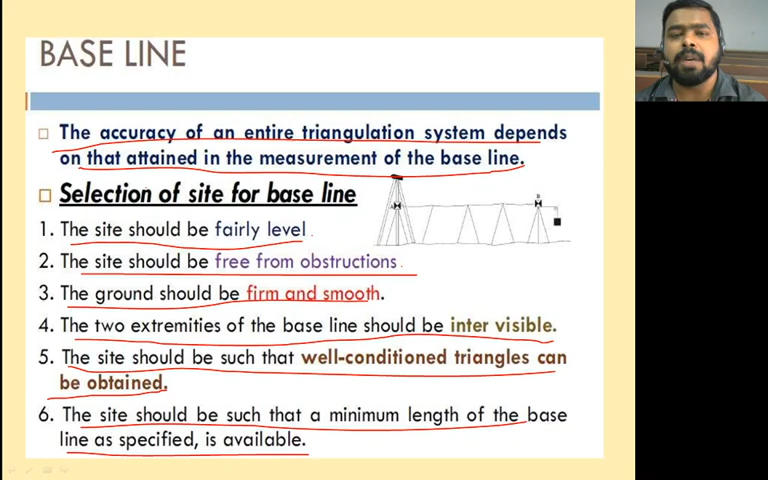 BASE LINE
The accuracy of an entire triangulation system depends
on that attained in the measurement of the base line.
Selection of site for base line
1. The site should be fairly level.
2. The site should be free from obstructions.
3. The ground should be firm and smooth.
4. The two extremities of the base line should be inter visible.
5. The site should be such that well-conditioned triangles can
be obtained.
6. The site should be such that a minimum length of the base
line as specified, is available.